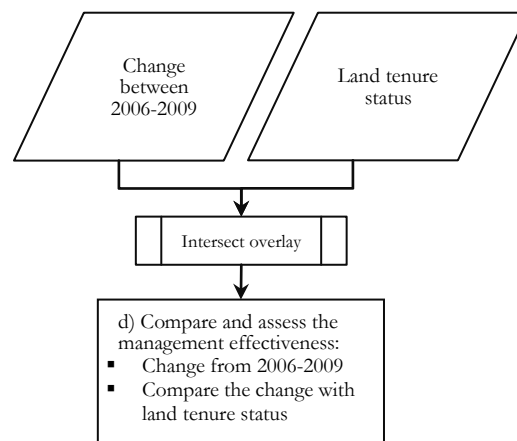 Change
between
2006-2009
Land tenure
status
Intersect overlay
d) Compare and assess the
management effectiveness:
▪ Change from 2006-2009
▪ Compare the change with
land tenure status